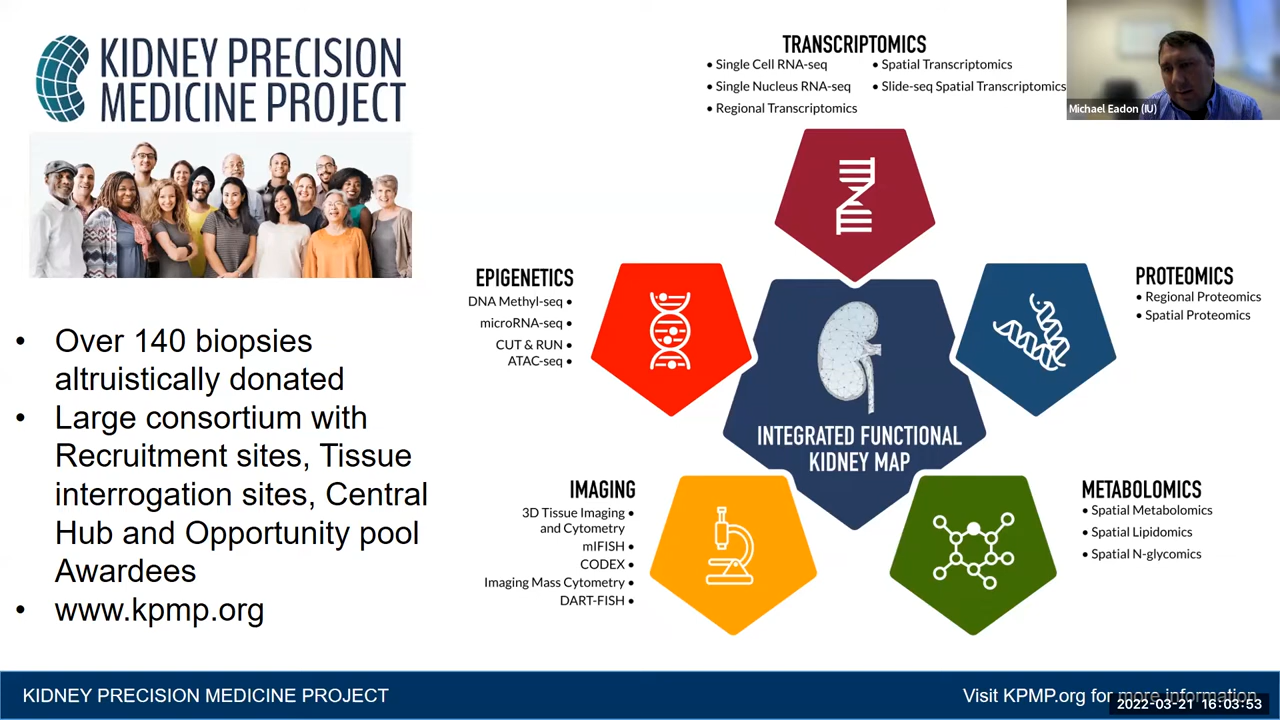 KIDNEY PRECISION
MEDICINE PROJECT
• Over 140 biopsies
altruistically donated
• Large consortium with
Recruitment sites, Tissue
interrogation sites, Central
Hub and Opportunity pool
Awardees
• www.kpmp.org
TRANSCRIPTOMICS
• Single Cell RNA-seq
• Single Nucleus RNA-seq
• Regional Transcriptomics
• Spatial Transcriptomics
• Slide-seq Spatial Transcriptomics
Michael Eadon (IU)
EPIGENETICS
DNA Methyl-seq •
microRNA-seq •
CUT & RUN •
ATAC-seq •
PROTEOMICS
• Regional Proteomics
• Spatial Proteomics
INTEGRATED FUNCTIONAL
KIDNEY MAP
IMAGING
3D Tissue Imaging •
and Cytometry
mIFISH •
CODEX •
Imaging Mass Cytometry •
DART-FISH •
METABOLOMICS
• Spatial Metabolomics
• Spatial Lipidomics
• Spatial N-glycomics
KIDNEY PRECISION MEDICINE PROJECT
Visit KPMP.org for more information
2022-03-21 16:03:53